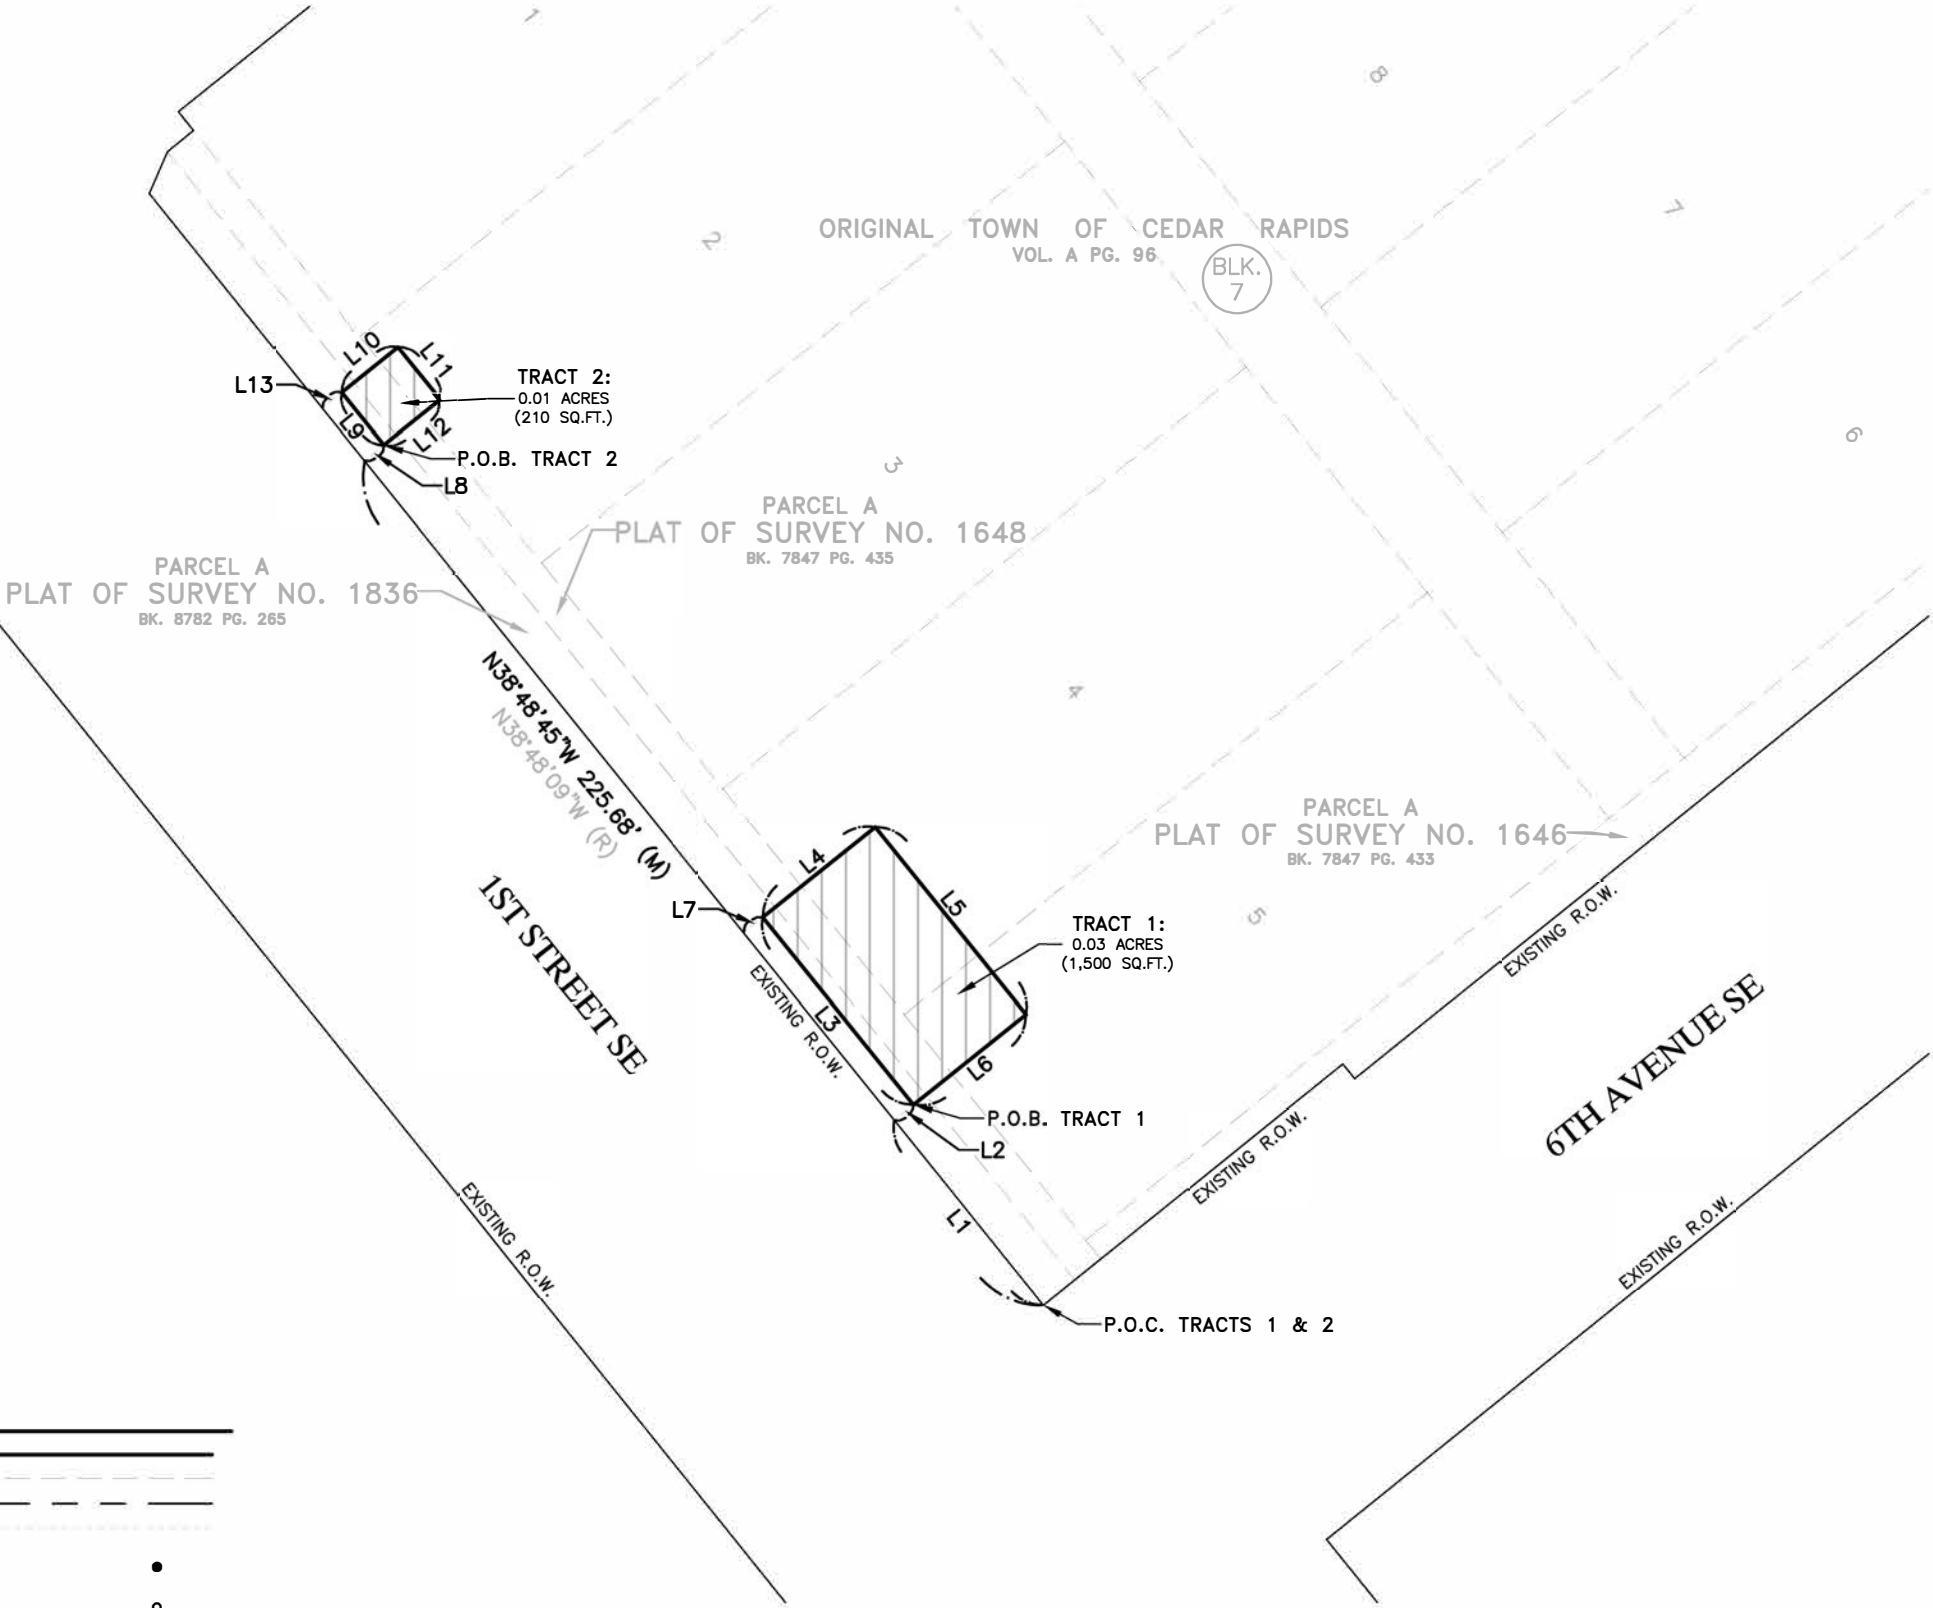 1
8
2
ORIGINAL TOWN OF CEDAR RAPIDS
VOL. A PG. 96
BLK.
7
7
6
L10
L11
L13
L9
L12
TRACT 2:
0.01 ACRES
(210 SQ.FT.)
P.O.B. TRACT 2
L8
3
PARCEL A
PLAT OF SURVEY NO. 1648
BK. 7847 PG. 435
PARCEL A
PLAT OF SURVEY NO. 1836
BK. 8782 PG. 265
N38°48'45"W 225.68' (M)
N38°48'09"W (R)
4
PARCEL A
PLAT OF SURVEY NO. 1646
BK. 7847 PG. 433
5
L4
L5
L7
L3
L6
TRACT 1:
0.03 ACRES
(1,500 SQ.FT.)
EXISTING R.O.W.
1ST STREET SE
EXISTING R.O.W.
6TH AVENUE SE
P.O.B. TRACT 1
L2
L1
EXISTING R.O.W.
EXISTING R.O.W.
EXISTING R.O.W.
P.O.C. TRACTS 1 & 2